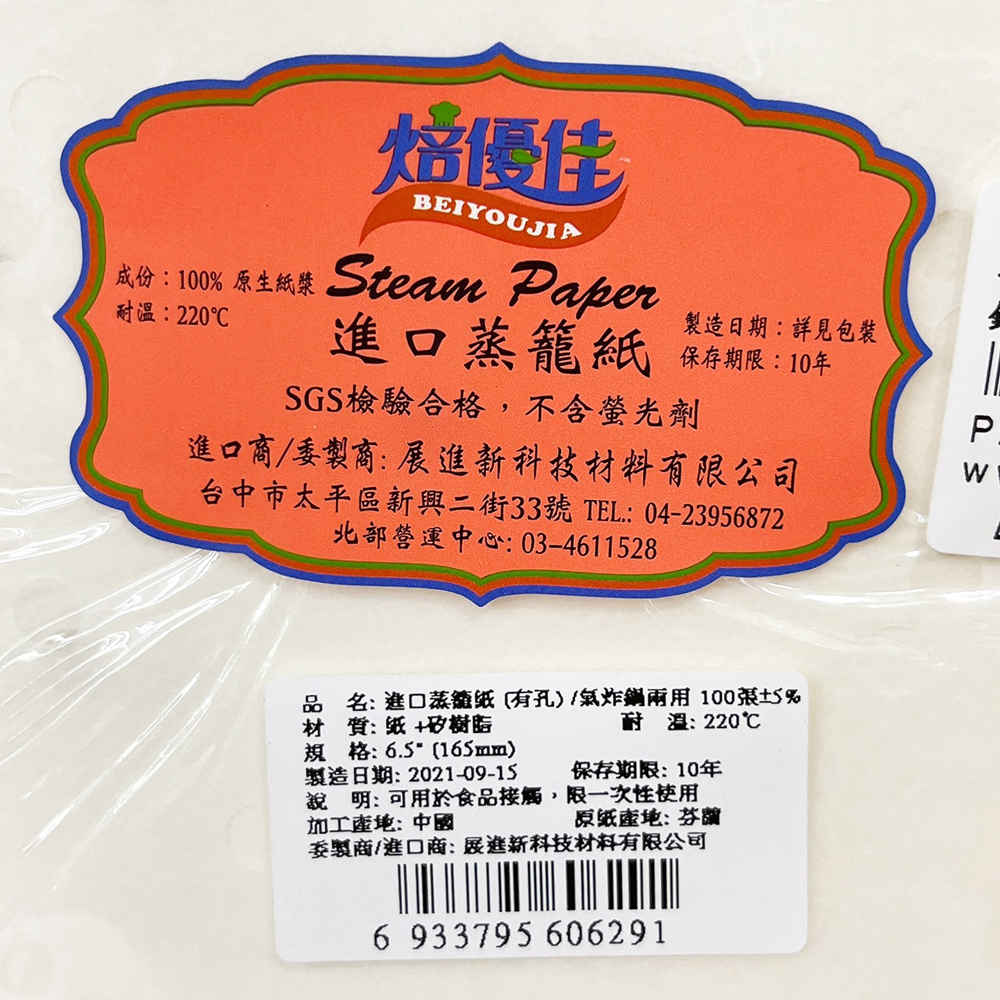 焙優佳
BEIYOUJIA
Steam Paper
成份：100% 原生紙漿
耐溫：220℃
進口蒸籠紙
製造日期：詳見包裝
保存期限：10年
SGS檢驗合格，不含螢光劑
進口商/委製商: 展進新科技材料有限公司
台中市太平區新興二街33號 TEL.: 04-23956872
北部營運中心: 03-4611528
品 名: 進口蒸籠紙 (有孔) /氣炸鍋兩用 100張±5%
材 質: 紙 +矽樹脂 耐 溫: 220℃
規 格: 6.5" (165mm)
製造日期: 2021-09-15 保存期限: 10年
說 明: 可用於食品接觸，限一次性使用
加工產地: 中國 原紙產地: 芬蘭
委製商/進口商: 展進新科技材料有限公司
6 933795 606291
P